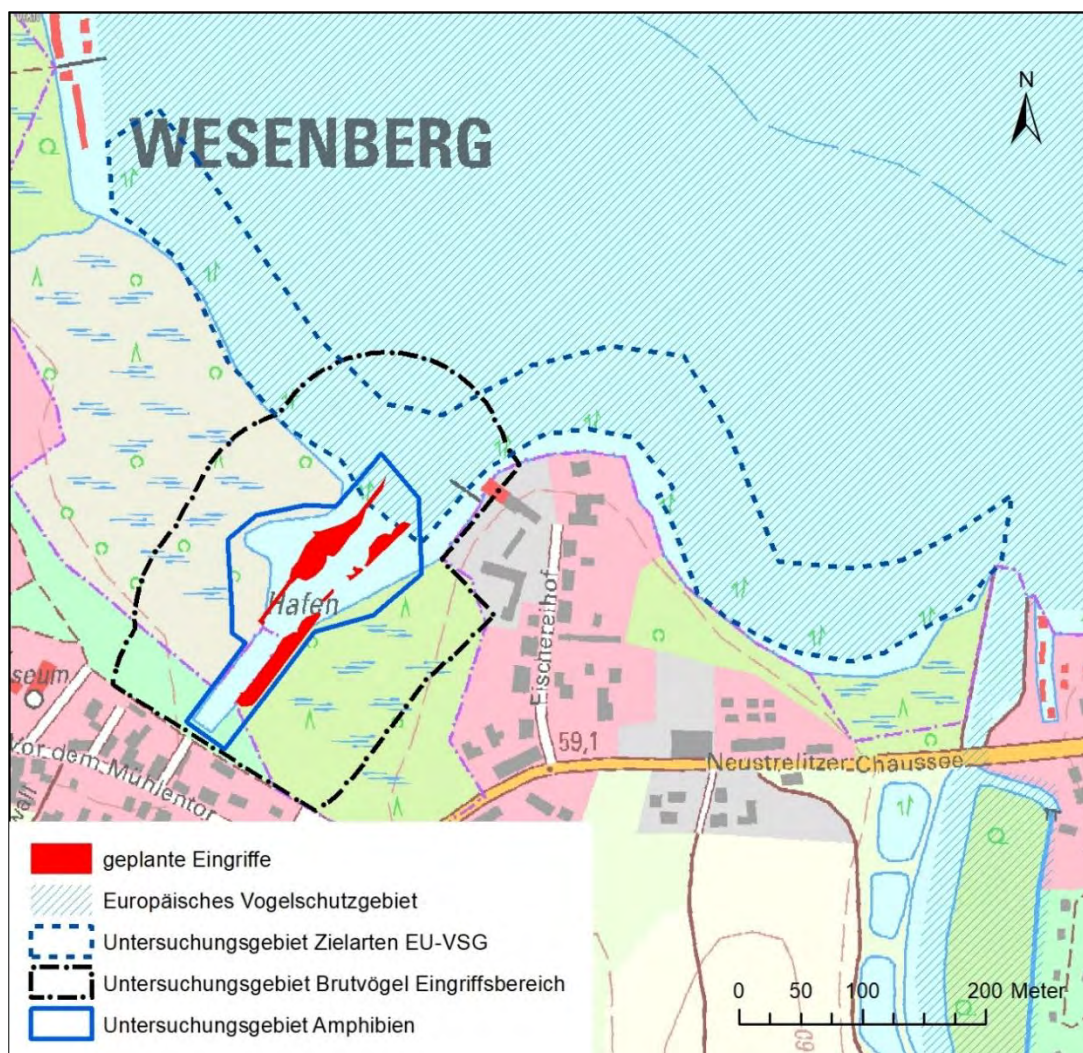 N
WESENBERG
Hafen
Fischereihof
seum
Vor dem Mühlentor
wall
59,1
Neustrelitzer Chaussee
geplante Eingriffe
Europäisches Vogelschutzgebiet
Untersuchungsgebiet Zielarten EU-VSG
Untersuchungsgebiet Brutvögel Eingriffsbereich
Untersuchungsgebiet Amphibien
0 50 100 200 Meter